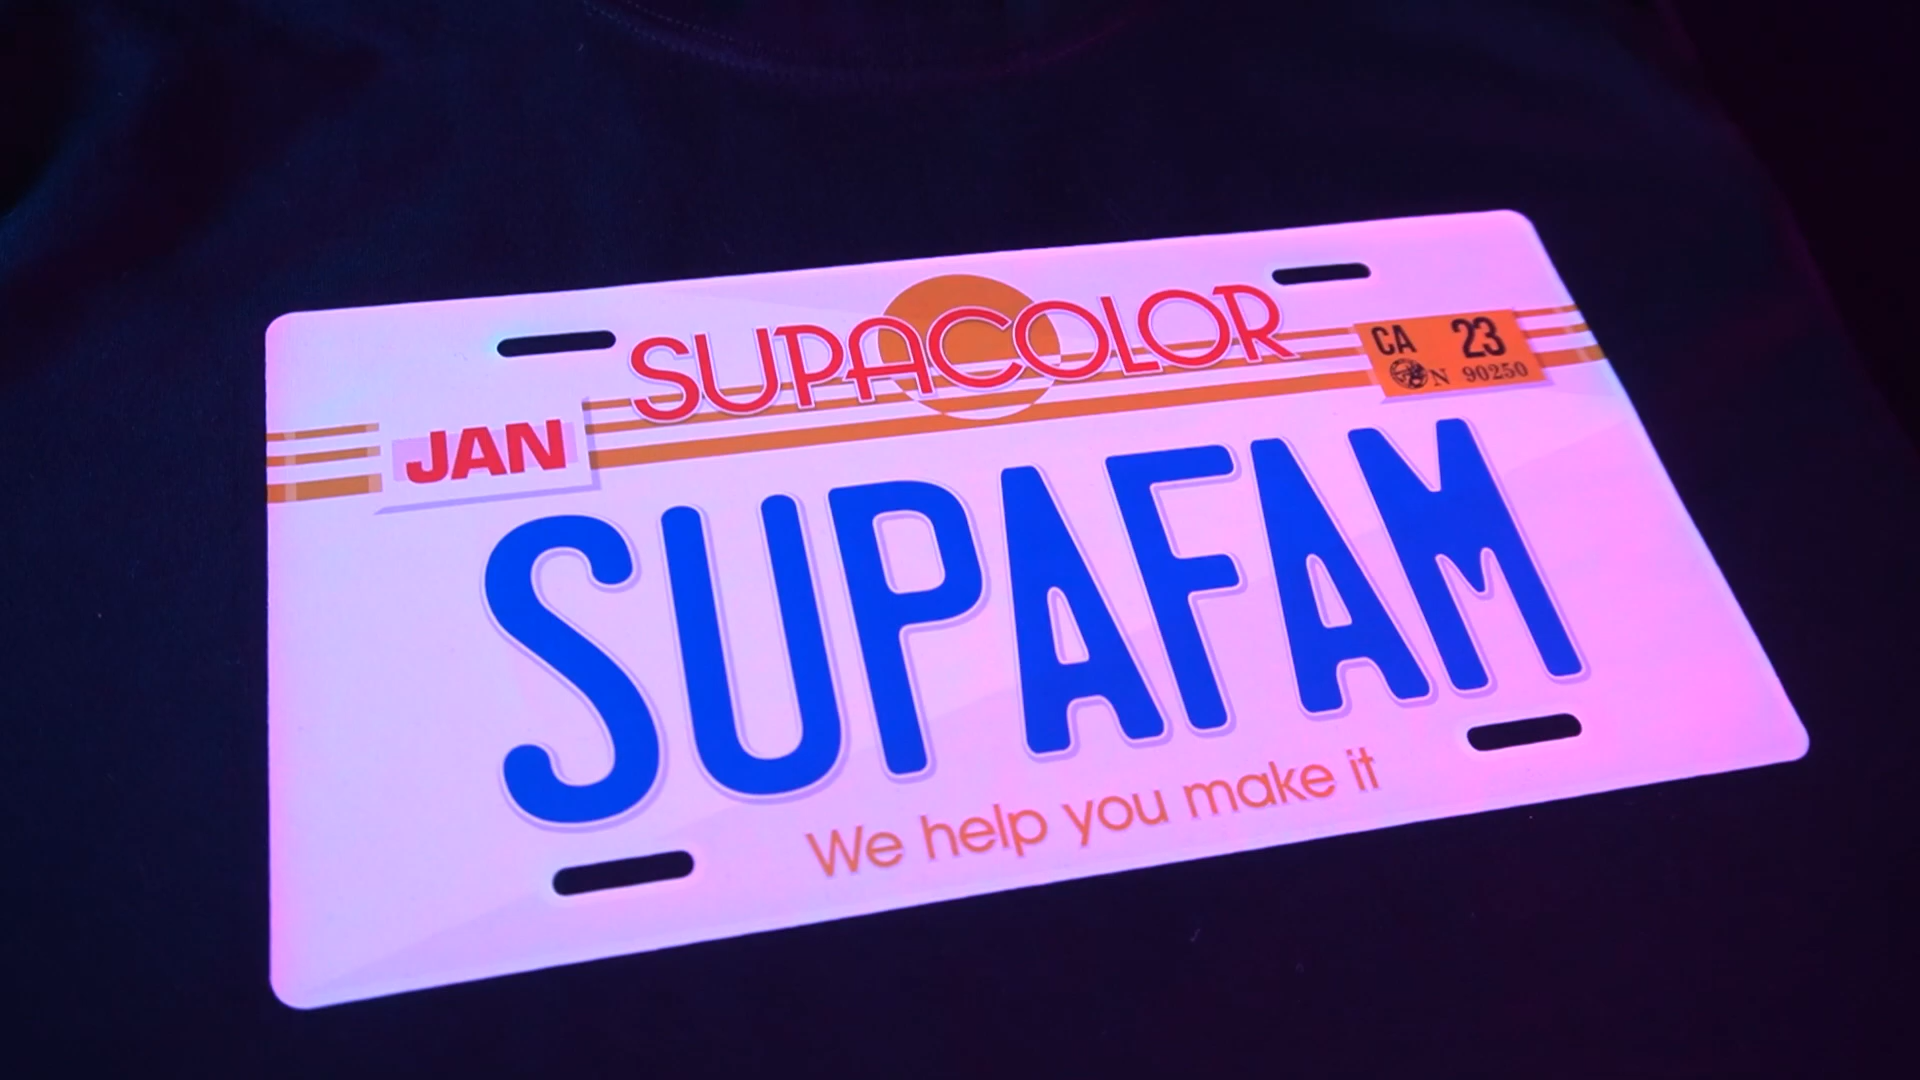 SUPACOLOR
CA 23
N 90250
JAN
SUPAFAM
We help you make it